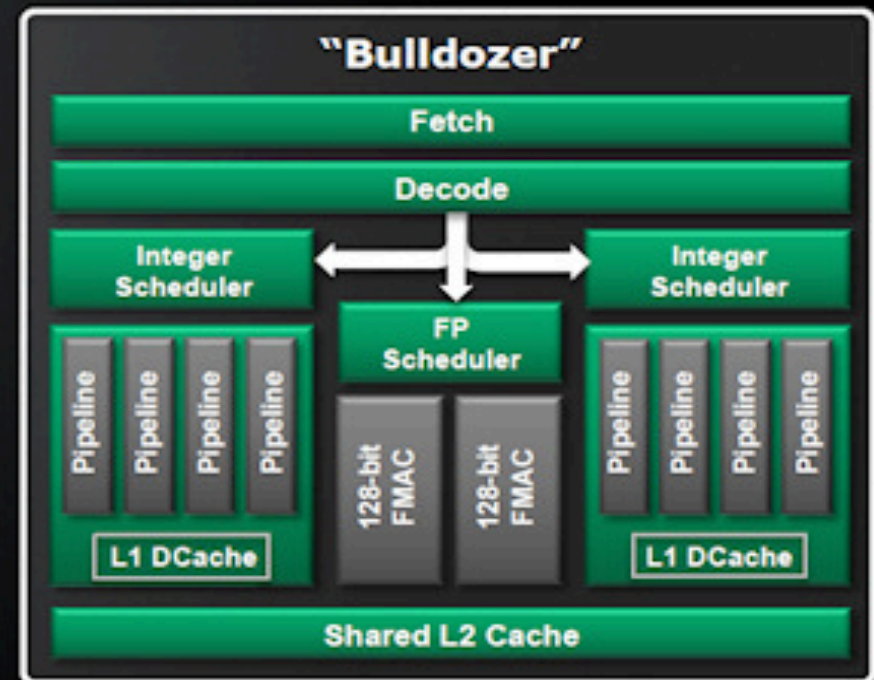 “Bulldozer”
Fetch
Decode
Integer
Scheduler
Integer
Scheduler
FP
Scheduler
Pipeline
Pipeline
Pipeline
Pipeline
L1 DCache
128-bit
FMAC
128-bit
FMAC
Pipeline
Pipeline
Pipeline
Pipeline
L1 DCache
Shared L2 Cache